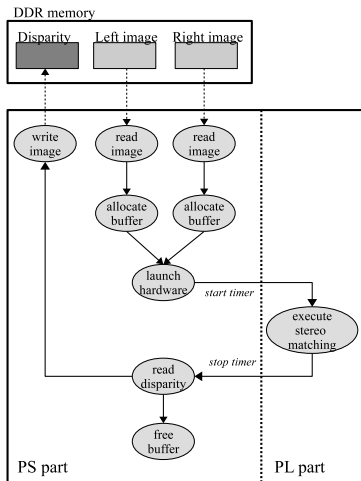 DDR memory
Disparity
Left image
Right image
write
image
read
image
read
image
allocate
buffer
allocate
buffer
launch
hardware
start timer
execute
stereo
matching
stop timer
read
disparity
free
buffer
PS part
PL part